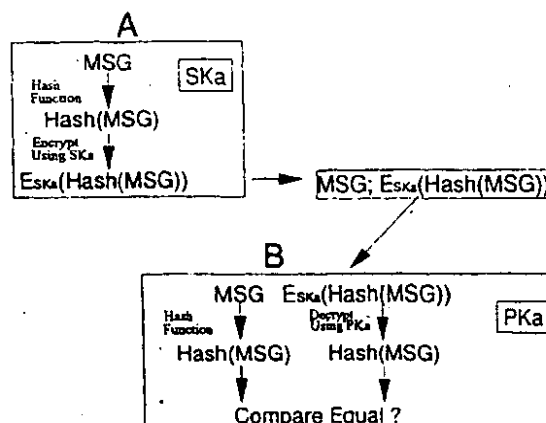 A
MSG
SKa
Hash
Function
Hash(MSG)
Encrypt
Using SKa
ESKa(Hash(MSG))
MSG; ESKa(Hash(MSG))
B
MSG ESKa(Hash(MSG))
PKa
Hash
Function
Decrypt
Using PKa
Hash(MSG) Hash(MSG)
Compare Equal ?